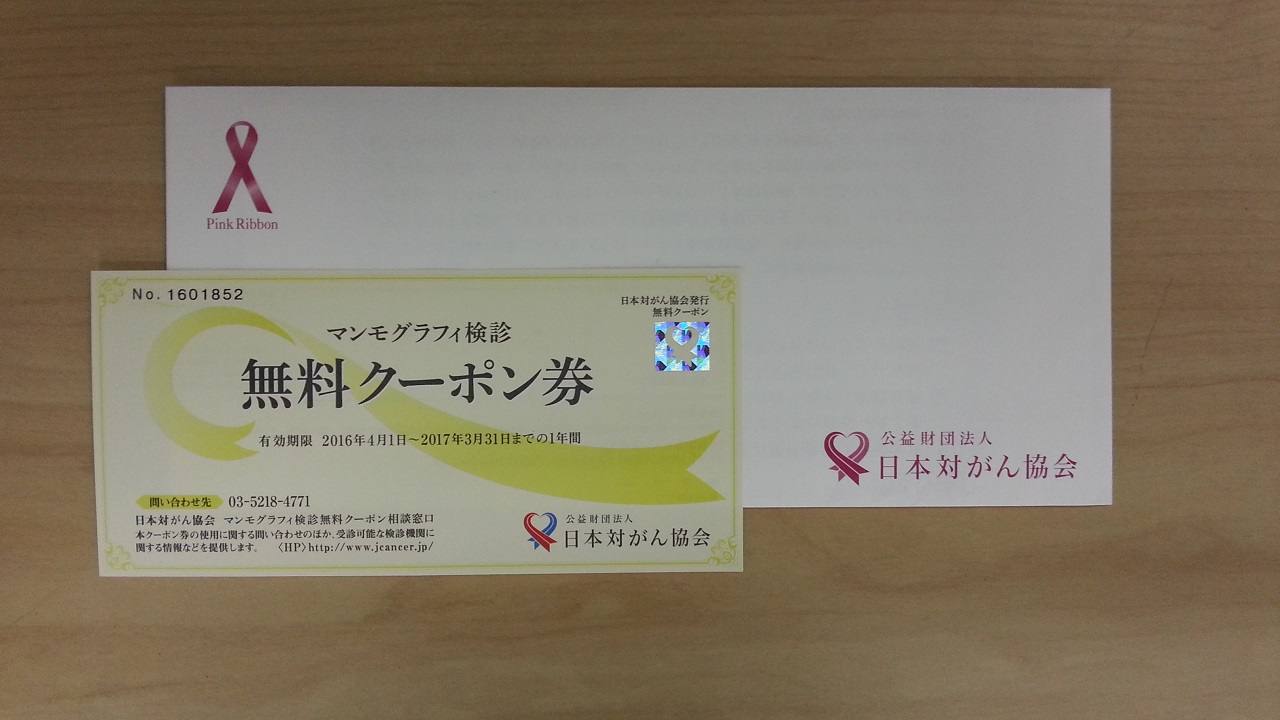 Pink Ribbon
No. 1601852
日本対がん協会発行
無料クーポン
マンモグラフィ検診
無料クーポン券
有効期限 2016年4月1日～2017年3月31日までの1年間
問い合わせ先 03-5218-4771
日本対がん協会 マンモグラフィ検診無料クーポン相談窓口
本クーポン券の使用に関する問い合わせのほか、受診可能な検診機関に
関する情報などを提供します。 〈HP〉http://www.jcancer.jp/
公益財団法人
日本対がん協会
公益財団法人
日本対がん協会